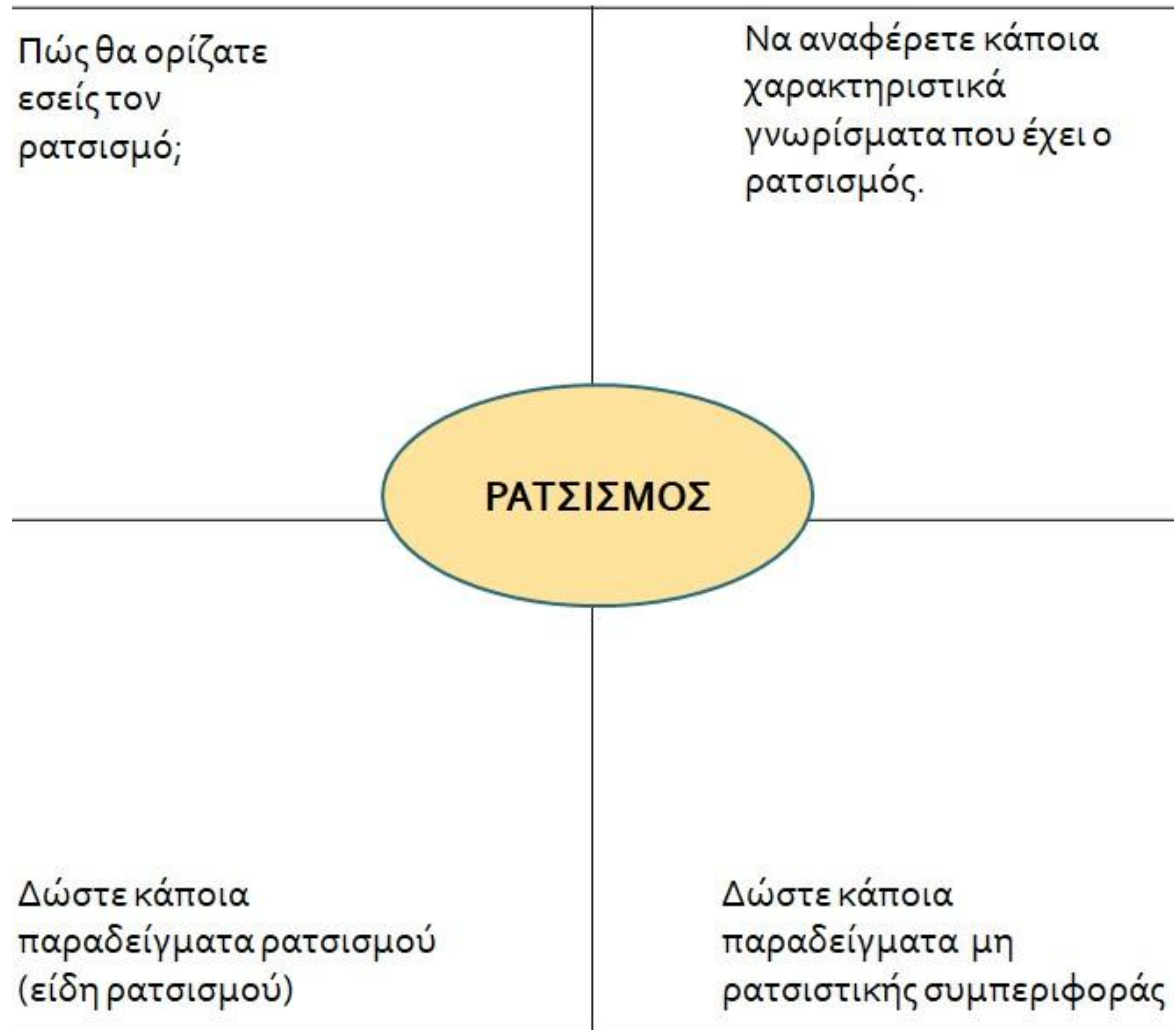 Πώς θα ορίζατε
εσείς τον
ρατσισμό;
Να αναφέρετε κάποια
χαρακτηριστικά
γνωρίσματα που έχει ο
ρατσισμός.
ΡΑΤΣΙΣΜΟΣ
Δώστε κάποια
παραδείγματα ρατσισμού
(είδη ρατσισμού)
Δώστε κάποια
παραδείγματα μη
ρατσιστικής συμπεριφοράς